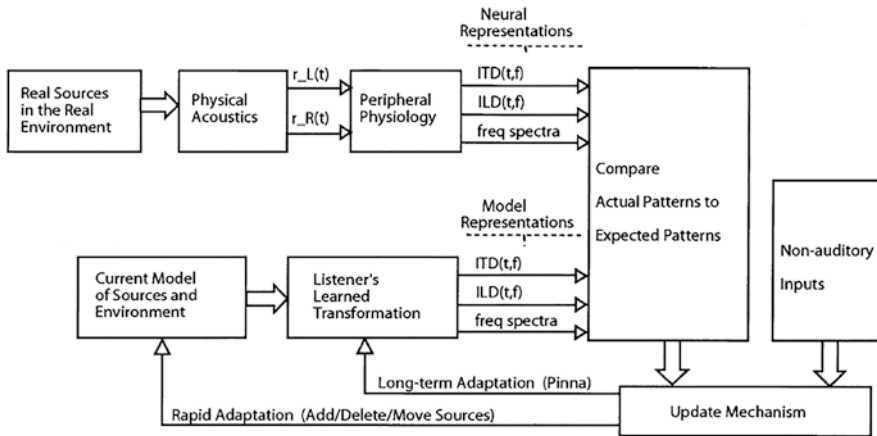 Neural
Representations
Real Sources
in the Real
Environment
Physical
Acoustics
r_L(t)
r_R(t)
Peripheral
Physiology
ITD(t,f)
ILD(t,f)
freq spectra
Compare
Actual Patterns to
Expected Patterns
Non-auditory
Inputs
Model
Representations
Current Model
of Sources and
Environment
Listener's
Learned
Transformation
ITD(t,f)
ILD(t,f)
freq spectra
Long-term Adaptation (Pinna)
Rapid Adaptation (Add/Delete/Move Sources)
Update Mechanism